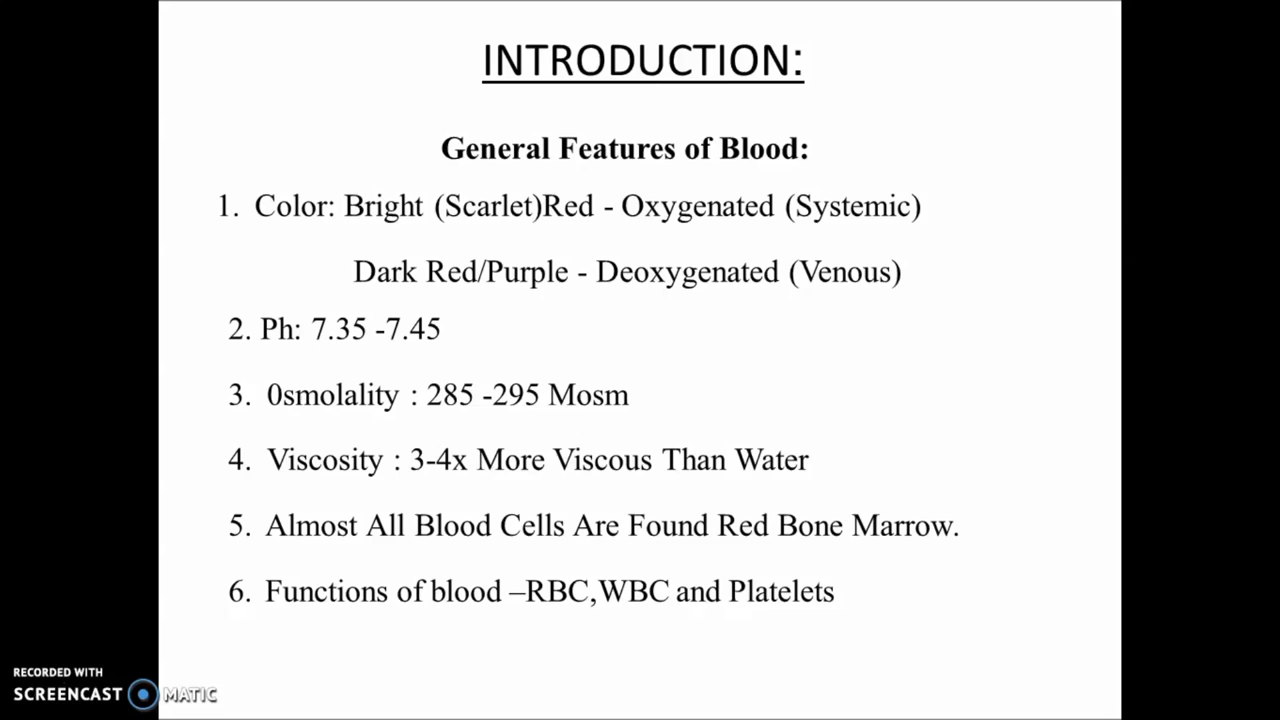 INTRODUCTION:
General Features of Blood:
1. Color: Bright (Scarlet)Red - Oxygenated (Systemic)
Dark Red/Purple - Deoxygenated (Venous)
2. Ph: 7.35 -7.45
3. 0smolality : 285 -295 Mosm
4. Viscosity : 3-4x More Viscous Than Water
5. Almost All Blood Cells Are Found Red Bone Marrow.
6. Functions of blood –RBC,WBC and Platelets
RECORDED WITH
SCREENCAST MATIC